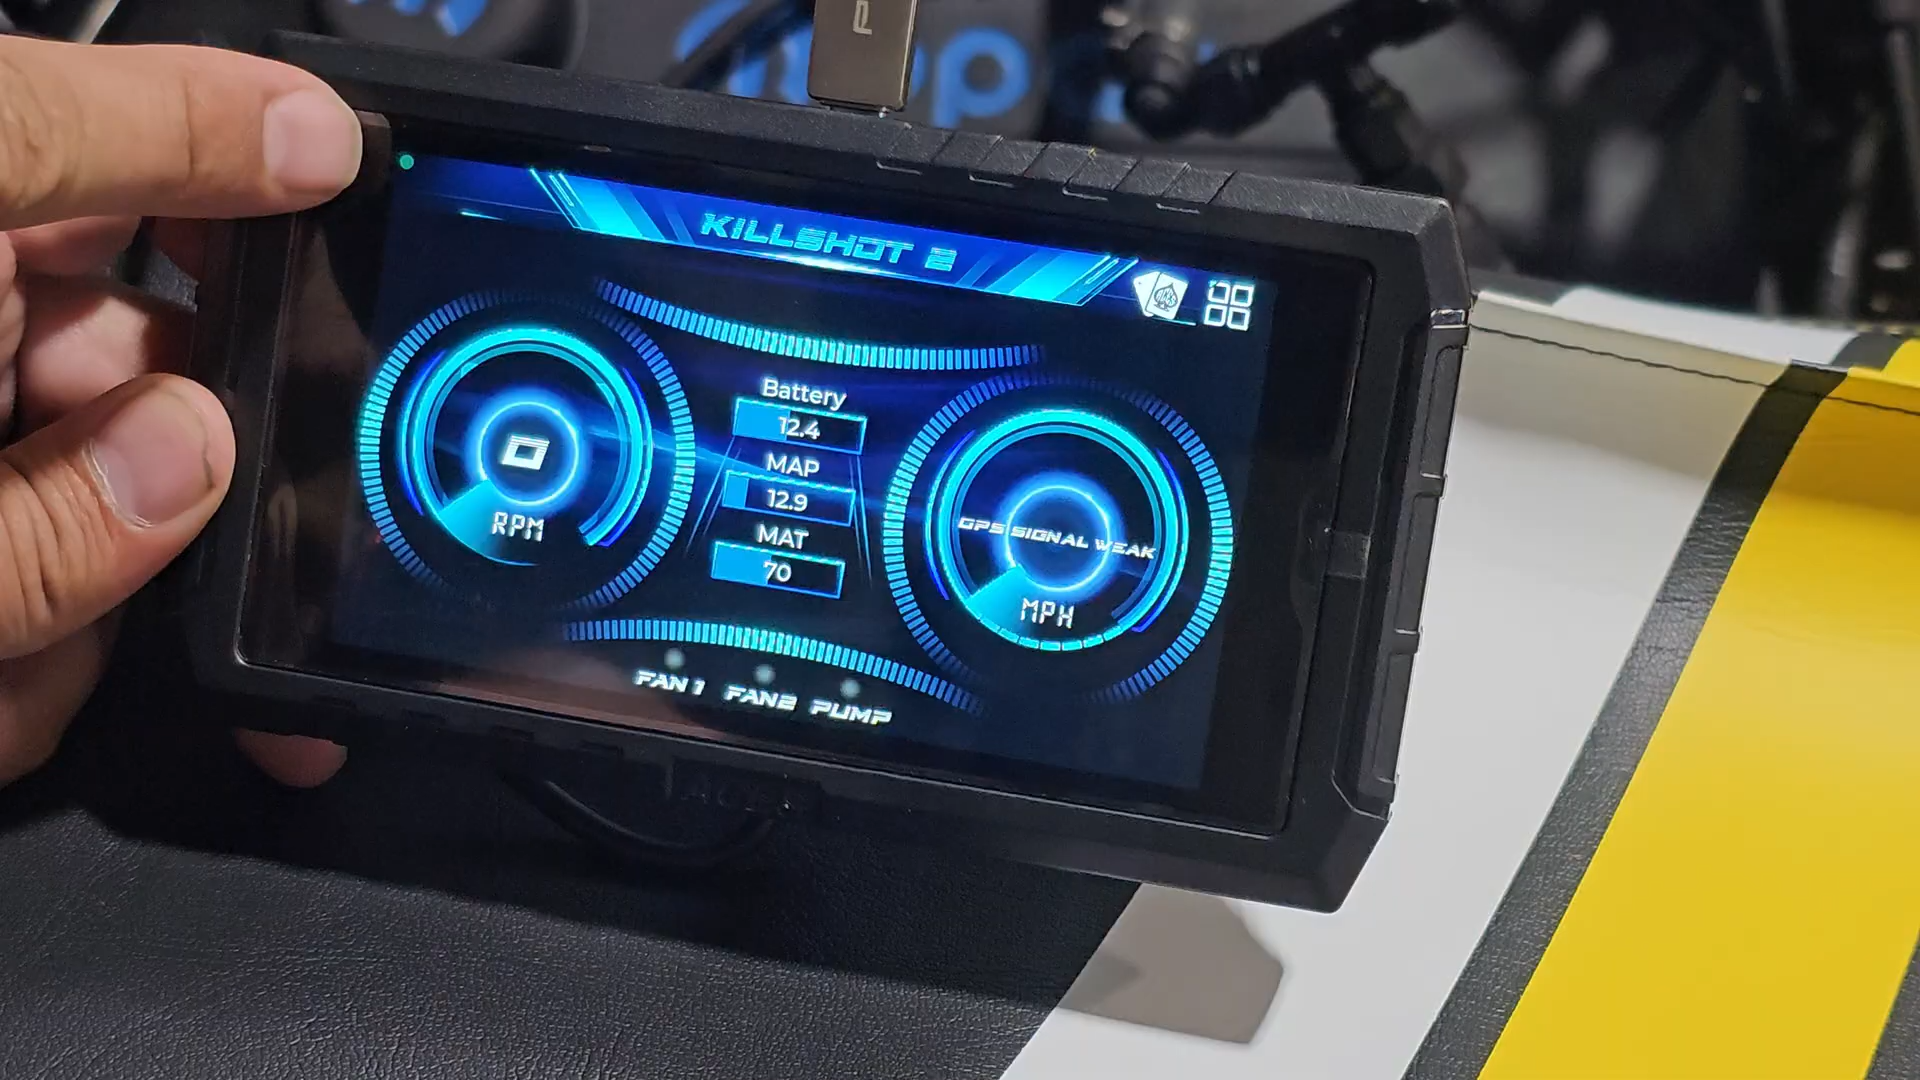 KILLSHOT 2
Battery
12.4
MAP
12.9
MAT
70
0
RPM
GPS SIGNAL WEAK
MPH
FAN 1 FAN2 PUMP